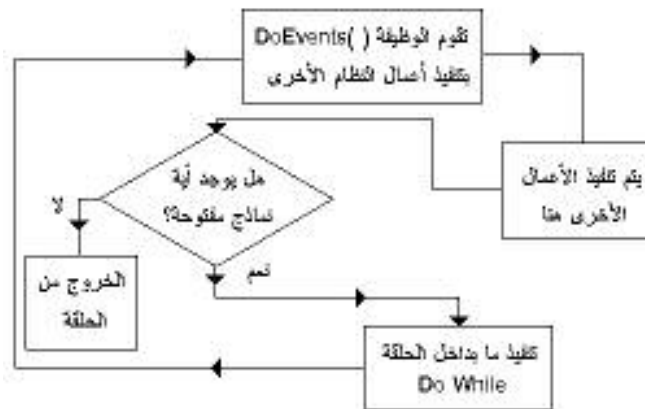 تقوم الوظيفة DoEvents( )
بتنفيذ أعمال النظام الأخرى
يتم تنفيذ الأعمال
الأخرى هنا
هل يوجد أية
نماذج مفتوحة؟
لا
نعم
الخروج من
الحلقة
تنفيذ ما بداخل الحلقة
Do While